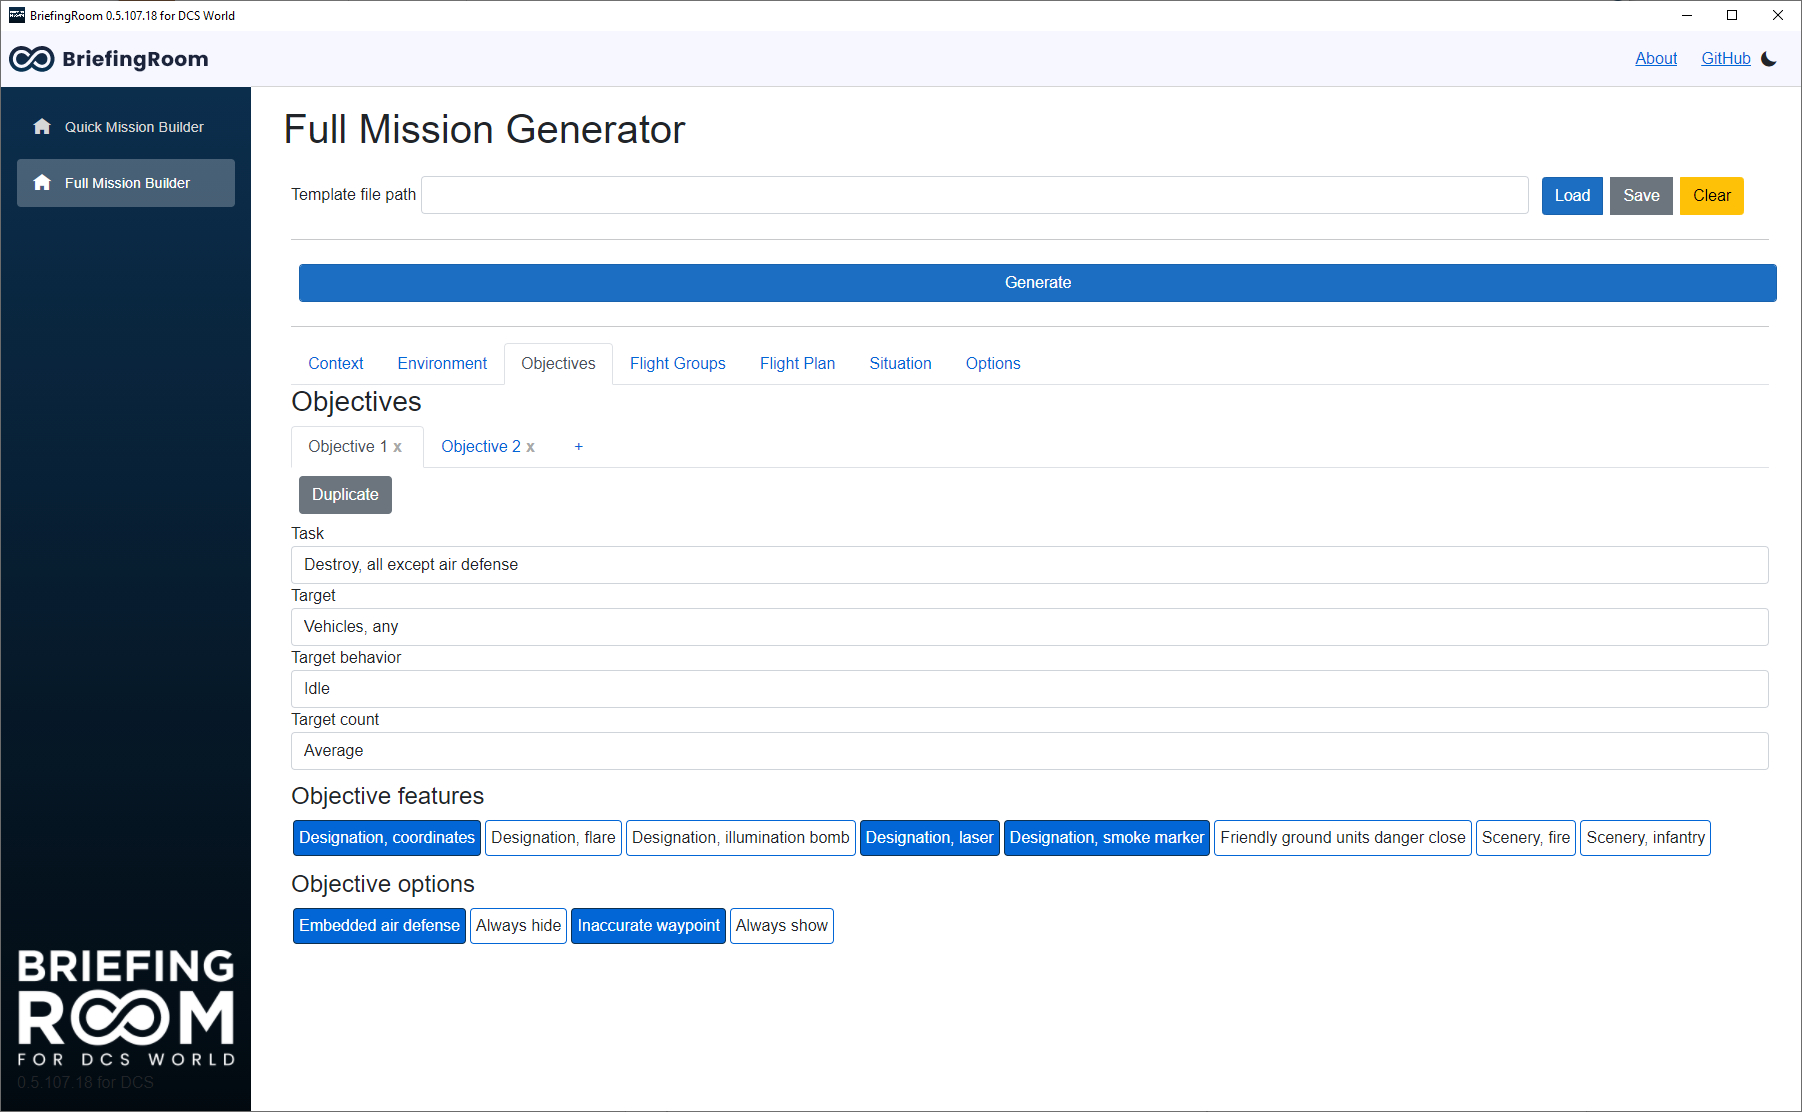 BriefingRoom 0.5.107.18 for DCS World
BriefingRoom
About GitHub
Quick Mission Builder
Full Mission Builder
Full Mission Generator
Template file path Load Save Clear
Generate
Context Environment Objectives Flight Groups Flight Plan Situation Options
Objectives
Objective 1 x Objective 2 x +
Duplicate
Task
Destroy, all except air defense
Target
Vehicles, any
Target behavior
Idle
Target count
Average
Objective features
Designation, coordinates Designation, flare Designation, illumination bomb Designation, laser Designation, smoke marker Friendly ground units danger close Scenery, fire Scenery, infantry
Objective options
Embedded air defense Always hide Inaccurate waypoint Always show
BRIEFING
ROOM
FOR DCS WORLD
0.5.107.18 for DCS